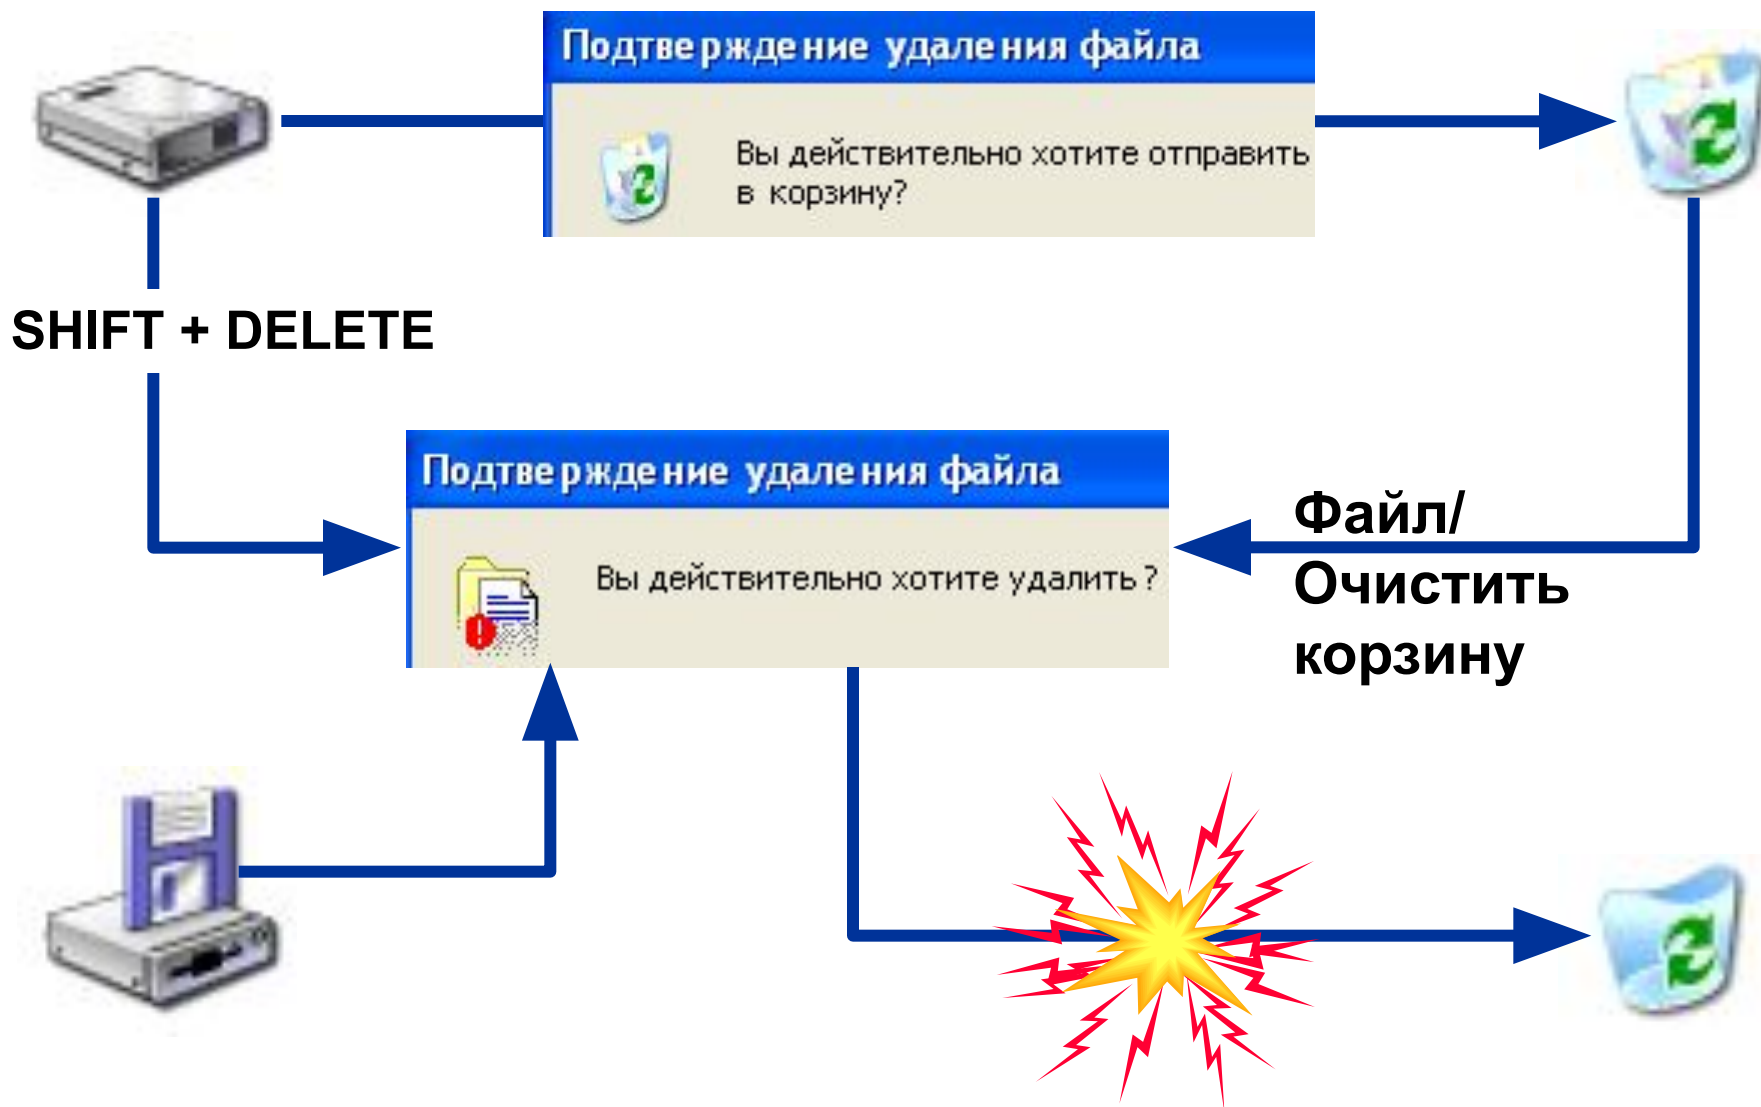 Подтверждение удаления файла
Вы действительно хотите отправить
в корзину?
SHIFT + DELETE
Подтверждение удаления файла
Вы действительно хотите удалить ?
Файл/
Очистить
корзину